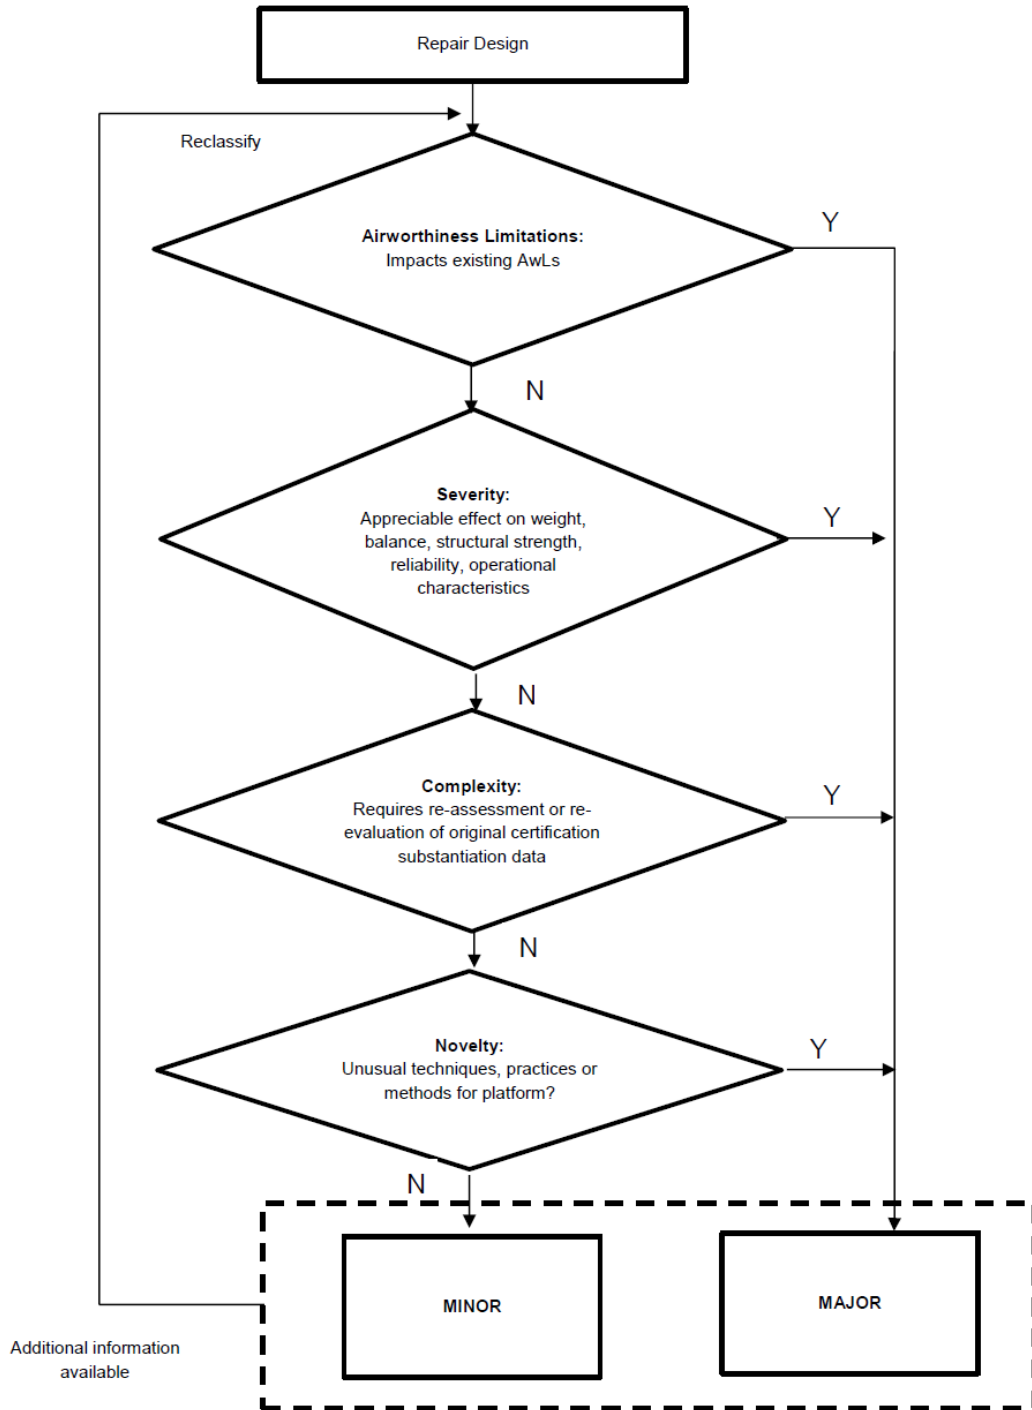 Repair Design
Reclassify
Airworthiness Limitations:
Impacts existing AwLs
Y
N
Severity:
Appreciable effect on weight,
balance, structural strength,
reliability, operational
characteristics
Y
N
Complexity:
Requires re-assessment or re-
evaluation of original certification
substantiation data
Y
N
Novelty:
Unusual techniques, practices or
methods for platform?
Y
N
MINOR
MAJOR
Additional information
available